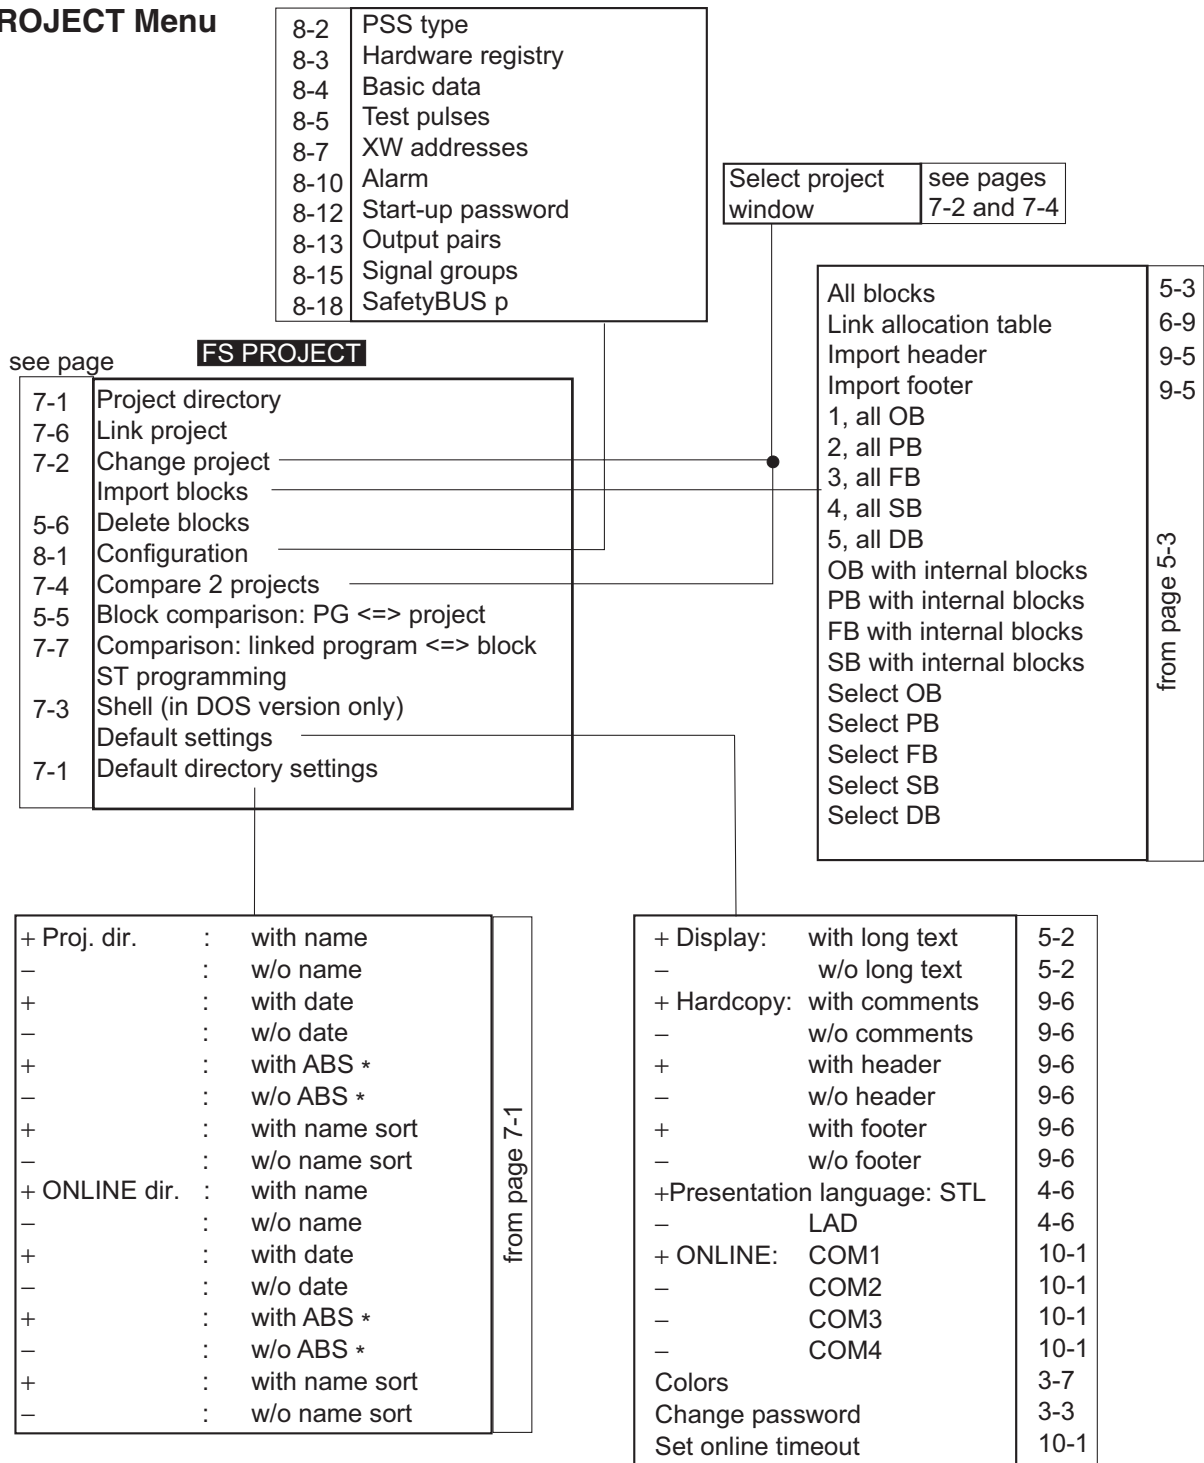 ROJECT Menu
8-2 PSS type
8-3 Hardware registry
8-4 Basic data
8-5 Test pulses
8-7 XW addresses
8-10 Alarm
8-12 Start-up password
8-13 Output pairs
8-15 Signal groups
8-18 SafetyBUS p
Select project see pages
window 7-2 and 7-4
All blocks 5-3
Link allocation table 6-9
Import header 9-5
Import footer 9-5
1, all OB
2, all PB
3, all FB
4, all SB
5, all DB
OB with internal blocks
PB with internal blocks
FB with internal blocks
SB with internal blocks
Select OB
Select PB
Select FB
Select SB
Select DB
from page 5-3
see page FS PROJECT
7-1 Project directory
7-6 Link project
7-2 Change project
Import blocks
5-6 Delete blocks
8-1 Configuration
7-4 Compare 2 projects
5-5 Block comparison: PG <=> project
7-7 Comparison: linked program <=> block
ST programming
7-3 Shell (in DOS version only)
Default settings
7-1 Default directory settings
+ Proj. dir. : with name
– : w/o name
+ : with date
– : w/o date
+ : with ABS *
– : w/o ABS *
+ : with name sort
– : w/o name sort
+ ONLINE dir. : with name
– : w/o name
+ : with date
– : w/o date
+ : with ABS *
– : w/o ABS *
+ : with name sort
– : w/o name sort
from page 7-1
+ Display: with long text 5-2
– w/o long text 5-2
+ Hardcopy: with comments 9-6
– w/o comments 9-6
+ with header 9-6
– w/o header 9-6
+ with footer 9-6
– w/o footer 9-6
+Presentation language: STL 4-6
– LAD 4-6
+ ONLINE: COM1 10-1
– COM2 10-1
– COM3 10-1
– COM4 10-1
Colors 3-7
Change password 3-3
Set online timeout 10-1